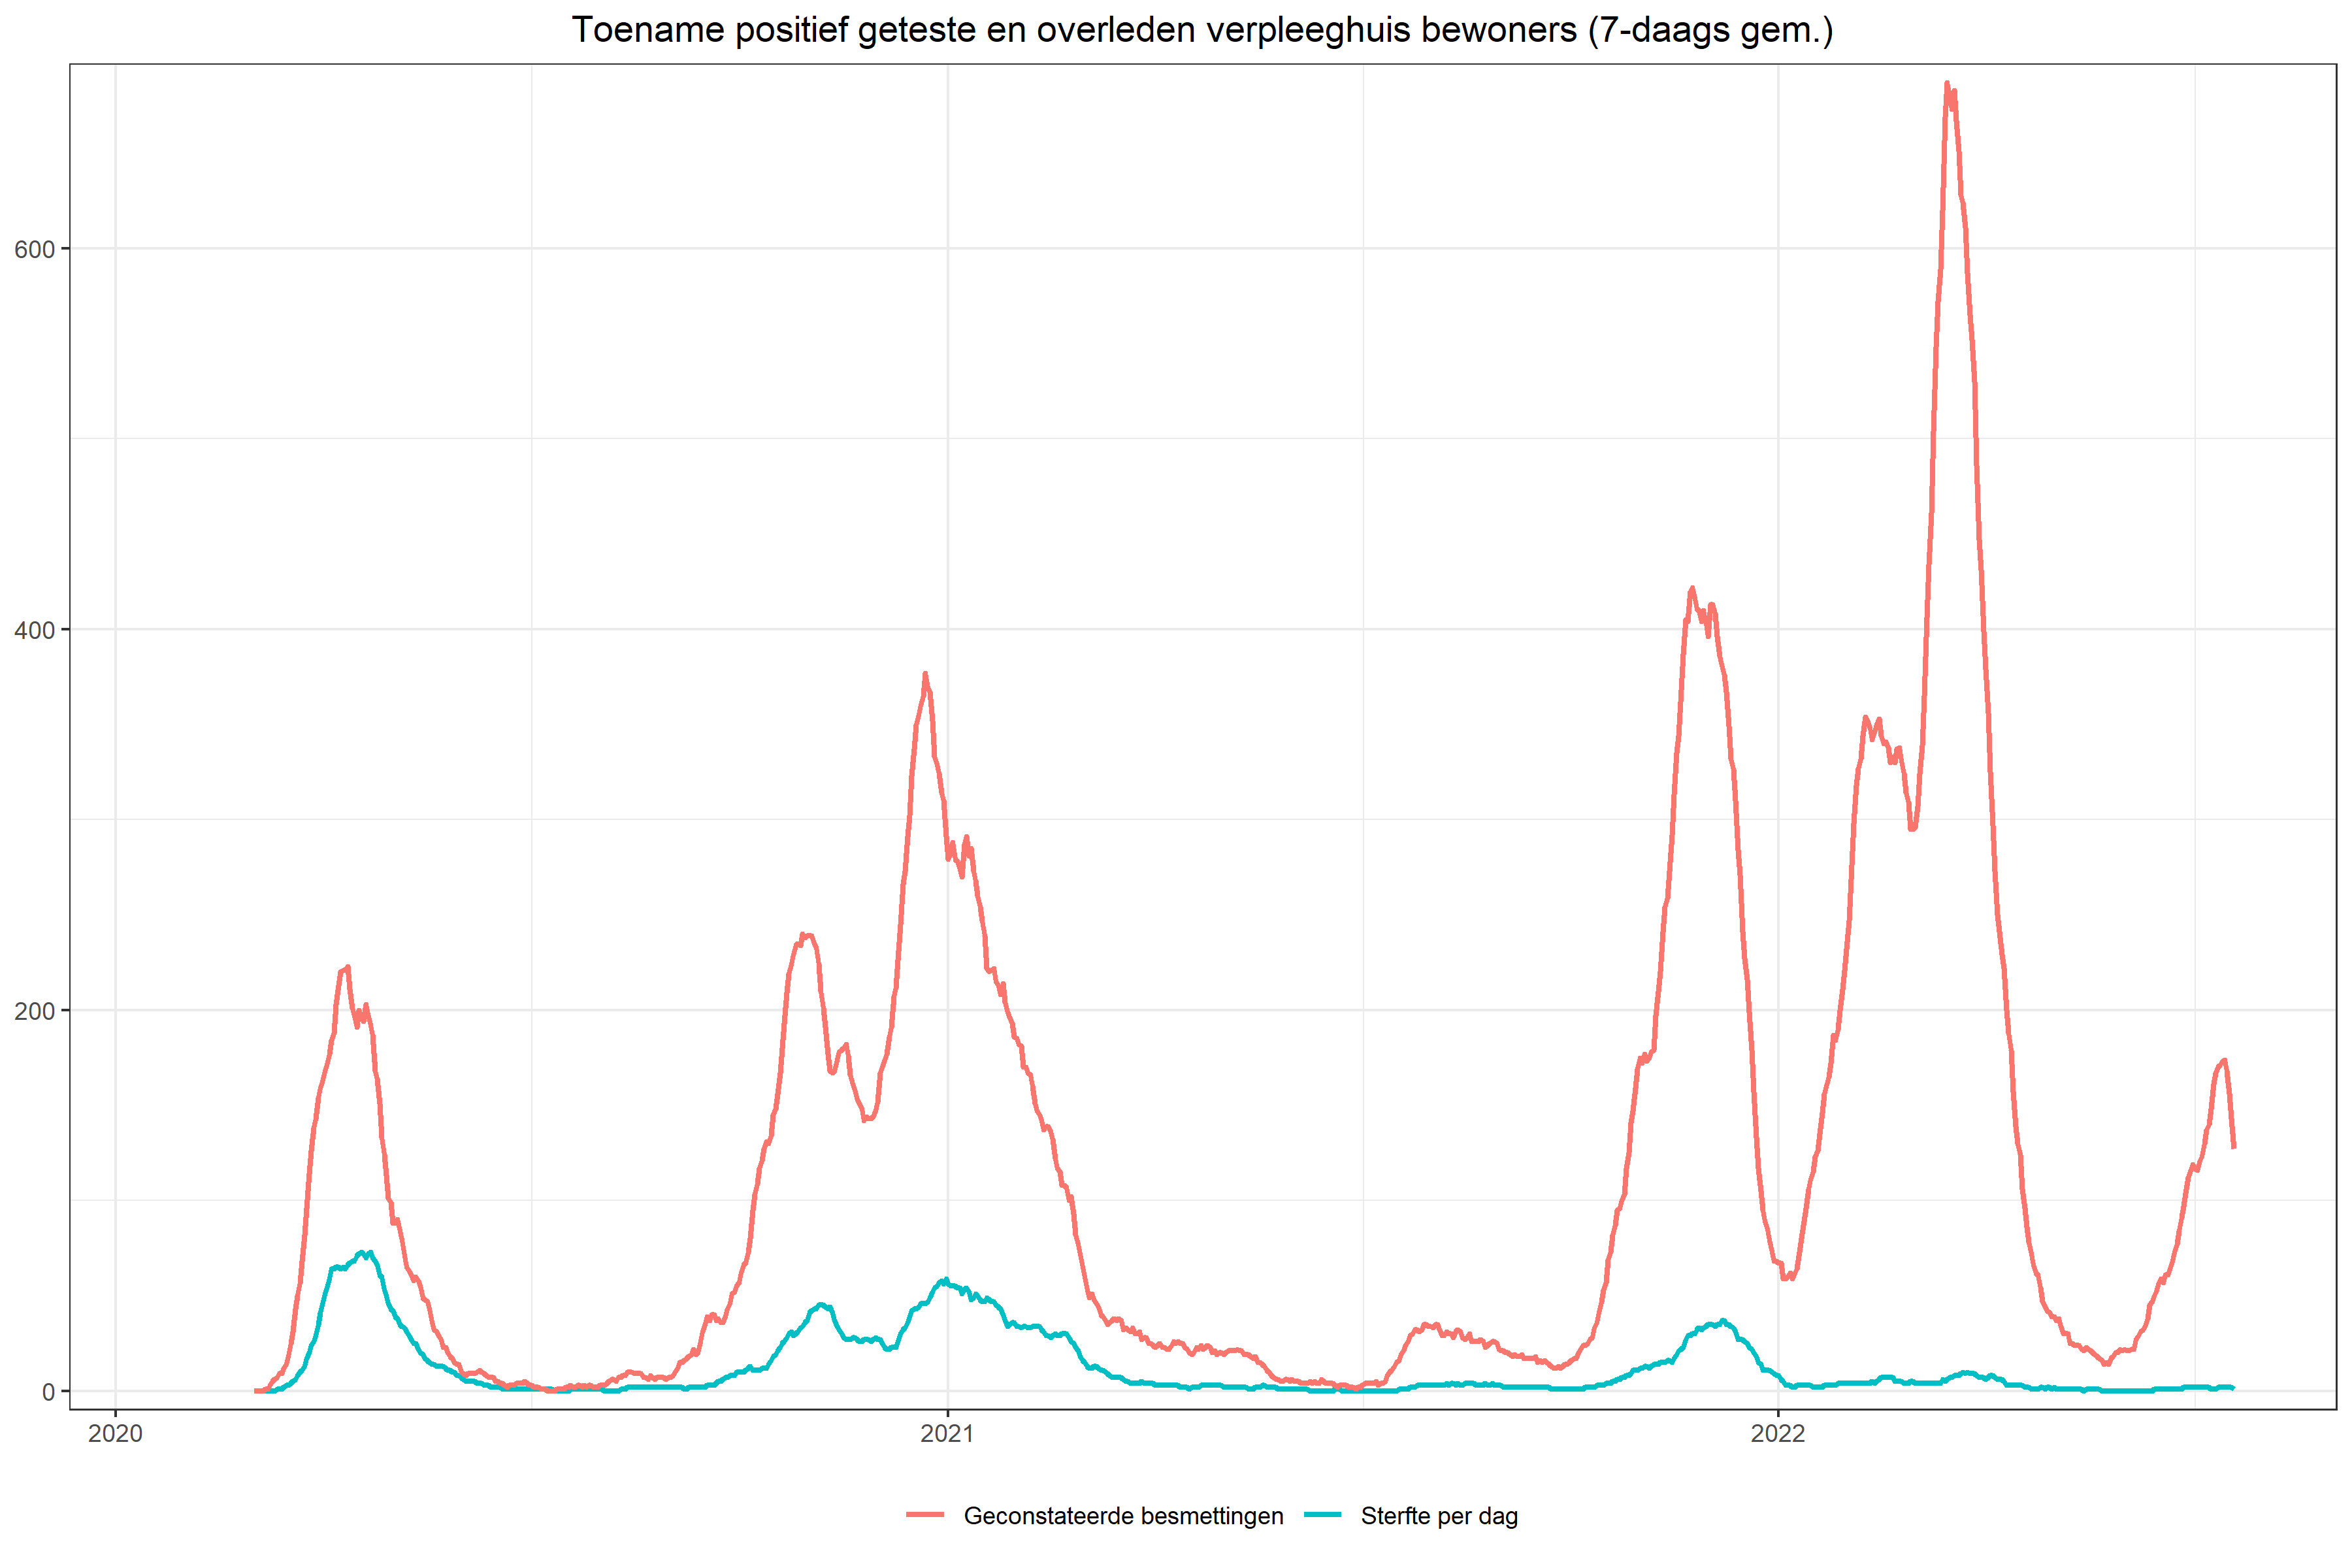 Toename positief geteste en overleden verpleeghuis bewoners (7-daags gem.)
600
400
200
0
2020 2021 2022
Geconstateerde besmettingen Sterfte per dag